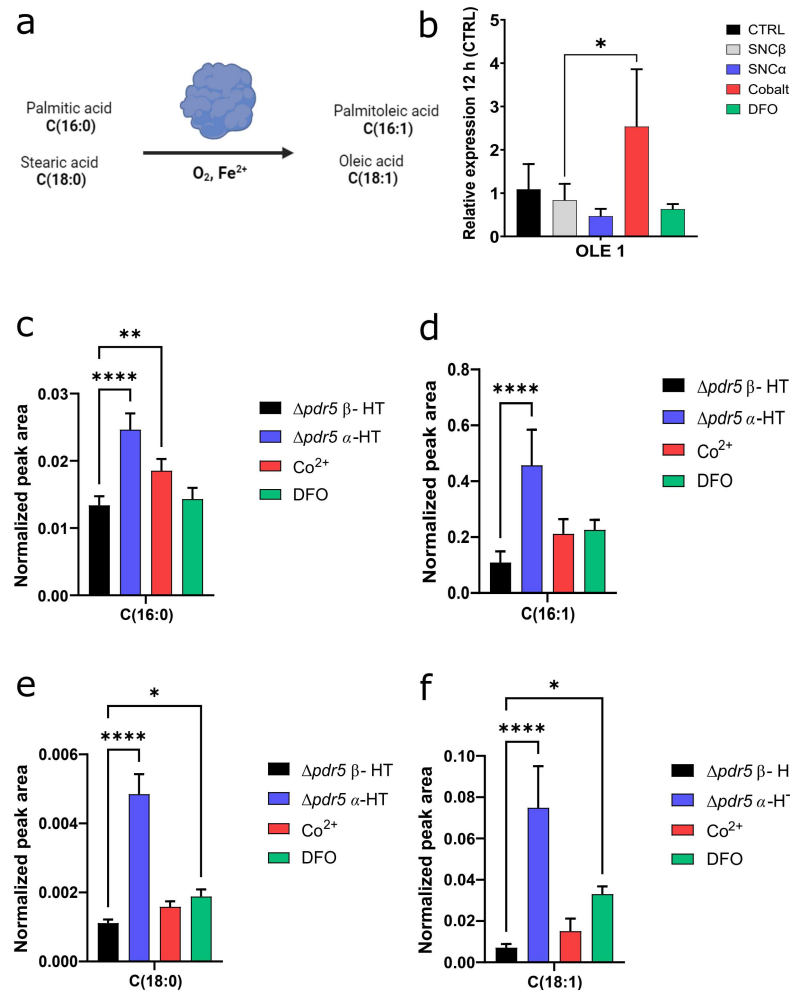 a
Palmitic acid
C(16:0)
Stearic acid
C(18:0)
O₂, Fe²⁺
Palmitoleic acid
C(16:1)
Oleic acid
C(18:1)
b
Relative expression 12 h (CTRL)
5
4
3
2
1
0
*
OLE 1
CTRL
SNCβ
SNCα
Cobalt
DFO
c
Normalized peak area
0.03
0.02
0.01
0.00
**
****
C(16:0)
Δpdr5 β- HT
Δpdr5 α-HT
Co²⁺
DFO
d
Normalized peak area
0.8
0.6
0.4
0.2
0.0
****
C(16:1)
Δpdr5 β- HT
Δpdr5 α-HT
Co²⁺
DFO
e
Normalized peak area
0.006
0.004
0.002
0.000
*
****
C(18:0)
Δpdr5 β- HT
Δpdr5 α-HT
Co²⁺
DFO
f
Normalized peak area
0.10
0.08
0.06
0.04
0.02
0.00
*
****
C(18:1)
Δpdr5 β- H
Δpdr5 α-HT
Co²⁺
DFO